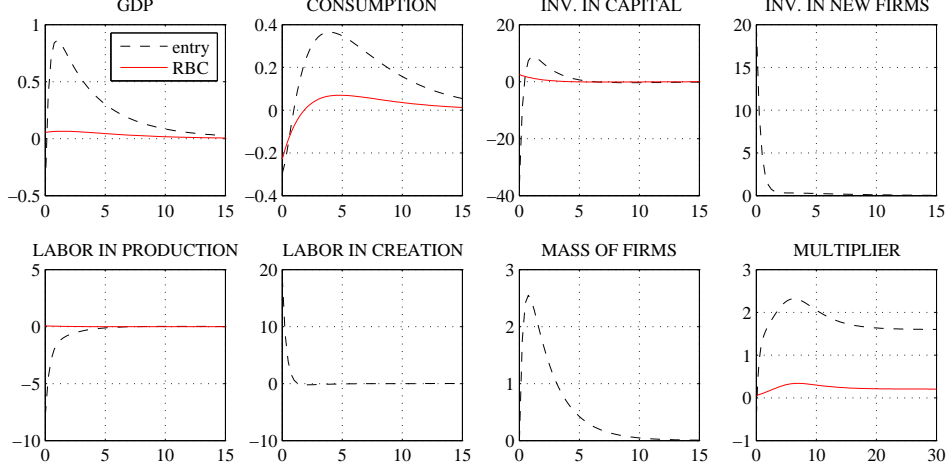 GDP
1
0.5
0
−0.5
0 5 10 15
entry
RBC
CONSUMPTION
0.4
0.2
0
−0.2
−0.4
0 5 10 15
INV. IN CAPITAL
20
0
−20
−40
0 5 10 15
INV. IN NEW FIRMS
20
15
10
5
0
0 5 10 15
LABOR IN PRODUCTION
5
0
−5
−10
0 5 10 15
LABOR IN CREATION
20
10
0
−10
0 5 10 15
MASS OF FIRMS
3
2
1
0
0 5 10 15
MULTIPLIER
3
2
1
0
−1
0 10 20 30